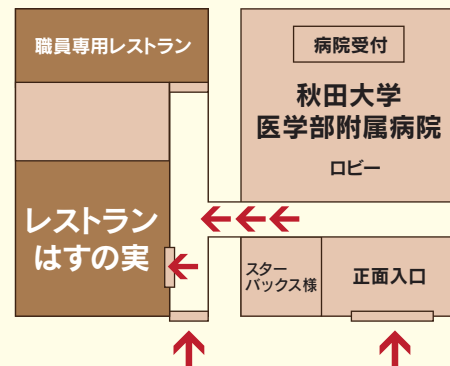 職員専用レストラン
病院受付
秋田大学
医学部附属病院
ロビー
レストラン
はすの実
スター
バックス様
正面入口